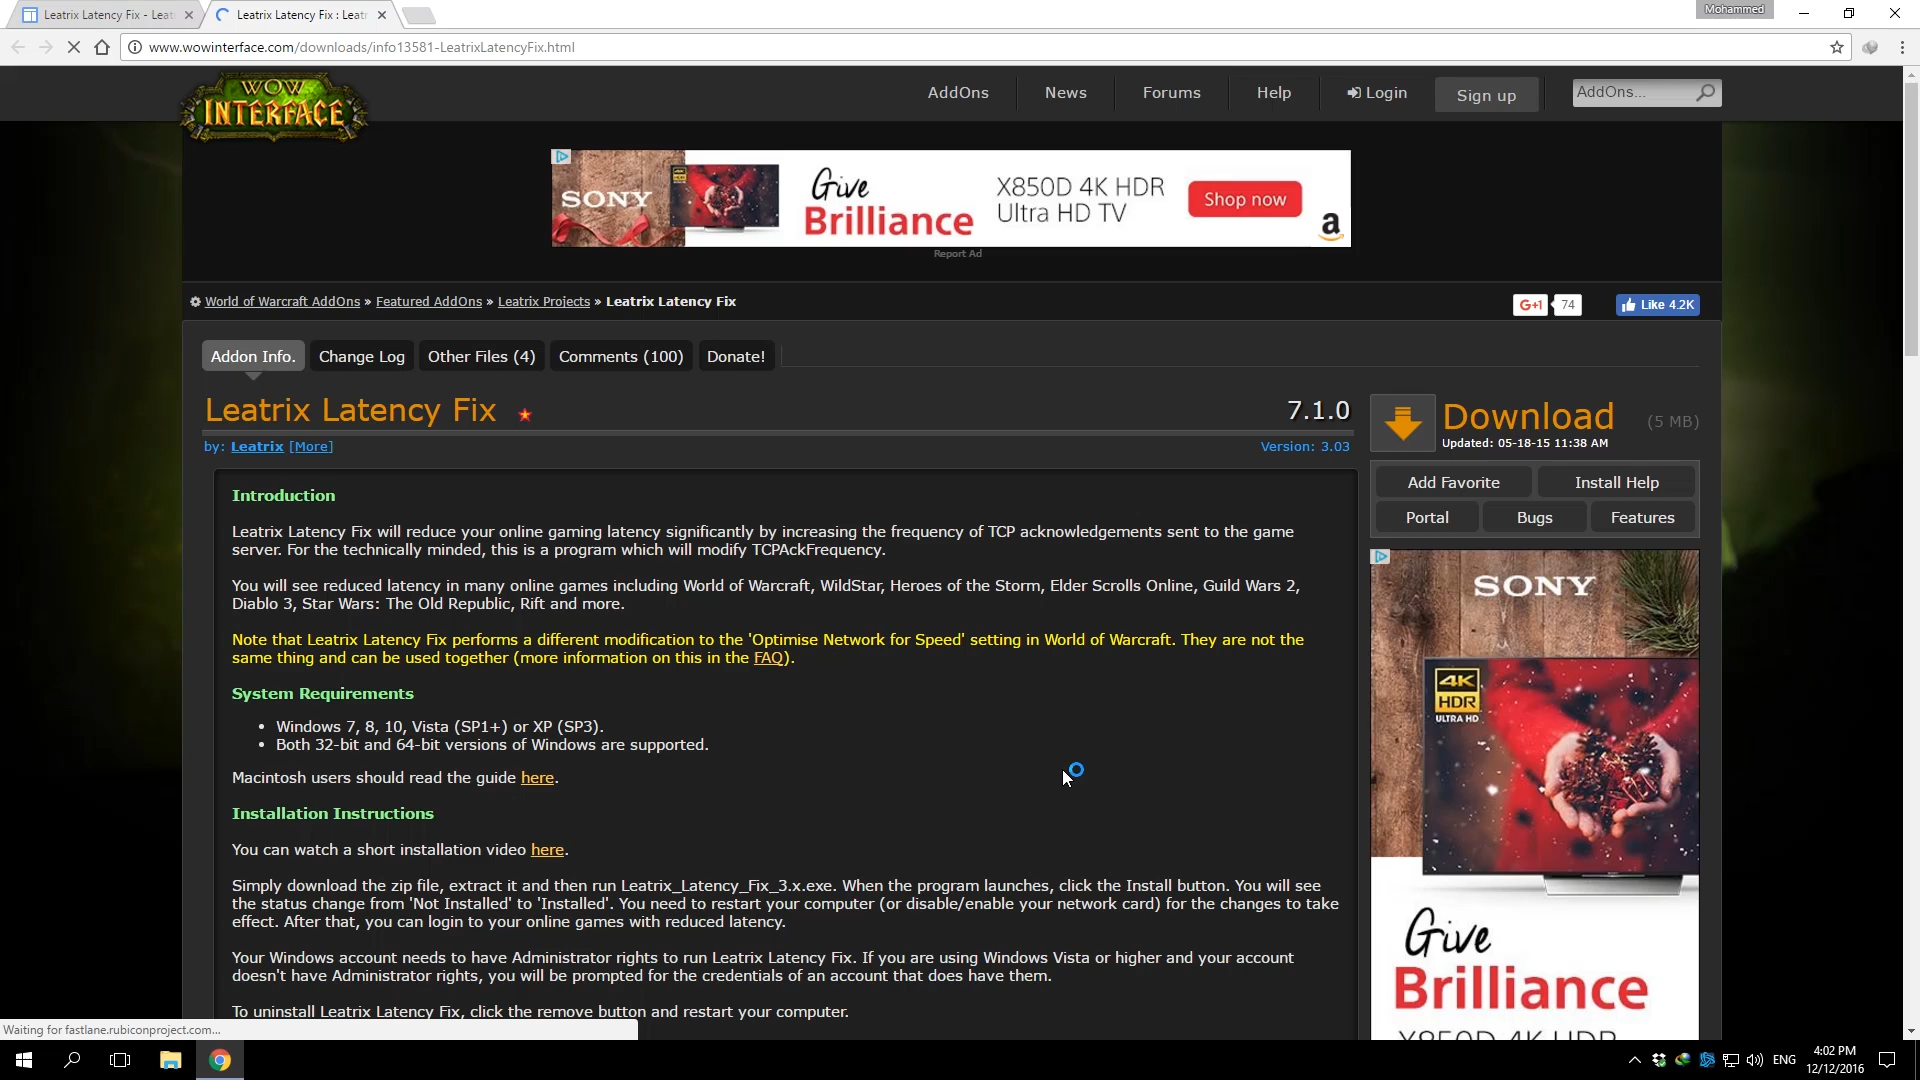 Leatrix Latency Fix - Leat
Leatrix Latency Fix : Leatr
Mohammed
www.wowinterface.com/downloads/info13581-LeatrixLatencyFix.html
WOW
INTERFACE
AddOns
News
Forums
Help
Login
Sign up
AddOns...
SONY
4K
HDR
Give
Brilliance
X850D 4K HDR
Ultra HD TV
Shop now
a
Report Ad
World of Warcraft AddOns » Featured AddOns » Leatrix Projects » Leatrix Latency Fix
G+1
74
Like 4.2K
Addon Info.
Change Log
Other Files (4)
Comments (100)
Donate!
Leatrix Latency Fix
7.1.0
by: Leatrix [More]
Version: 3.03
Download
(5 MB)
Updated: 05-18-15 11:38 AM
Add Favorite
Install Help
Portal
Bugs
Features
Introduction
Leatrix Latency Fix will reduce your online gaming latency significantly by increasing the frequency of TCP acknowledgements sent to the game
server. For the technically minded, this is a program which will modify TCPAckFrequency.
You will see reduced latency in many online games including World of Warcraft, WildStar, Heroes of the Storm, Elder Scrolls Online, Guild Wars 2,
Diablo 3, Star Wars: The Old Republic, Rift and more.
Note that Leatrix Latency Fix performs a different modification to the 'Optimise Network for Speed' setting in World of Warcraft. They are not the
same thing and can be used together (more information on this in the FAQ).
System Requirements
• Windows 7, 8, 10, Vista (SP1+) or XP (SP3).
• Both 32-bit and 64-bit versions of Windows are supported.
Macintosh users should read the guide here.
Installation Instructions
You can watch a short installation video here.
Simply download the zip file, extract it and then run Leatrix_Latency_Fix_3.x.exe. When the program launches, click the Install button. You will see
the status change from 'Not Installed' to 'Installed'. You need to restart your computer (or disable/enable your network card) for the changes to take
effect. After that, you can login to your online games with reduced latency.
Your Windows account needs to have Administrator rights to run Leatrix Latency Fix. If you are using Windows Vista or higher and your account
doesn't have Administrator rights, you will be prompted for the credentials of an account that does have them.
To uninstall Leatrix Latency Fix, click the remove button and restart your computer.
SONY
4K
HDR
ULTRA HD
Give
Brilliance
X850D 4K HDR
Waiting for fastlane.rubiconproject.com...
ENG
4:02 PM
12/12/2016